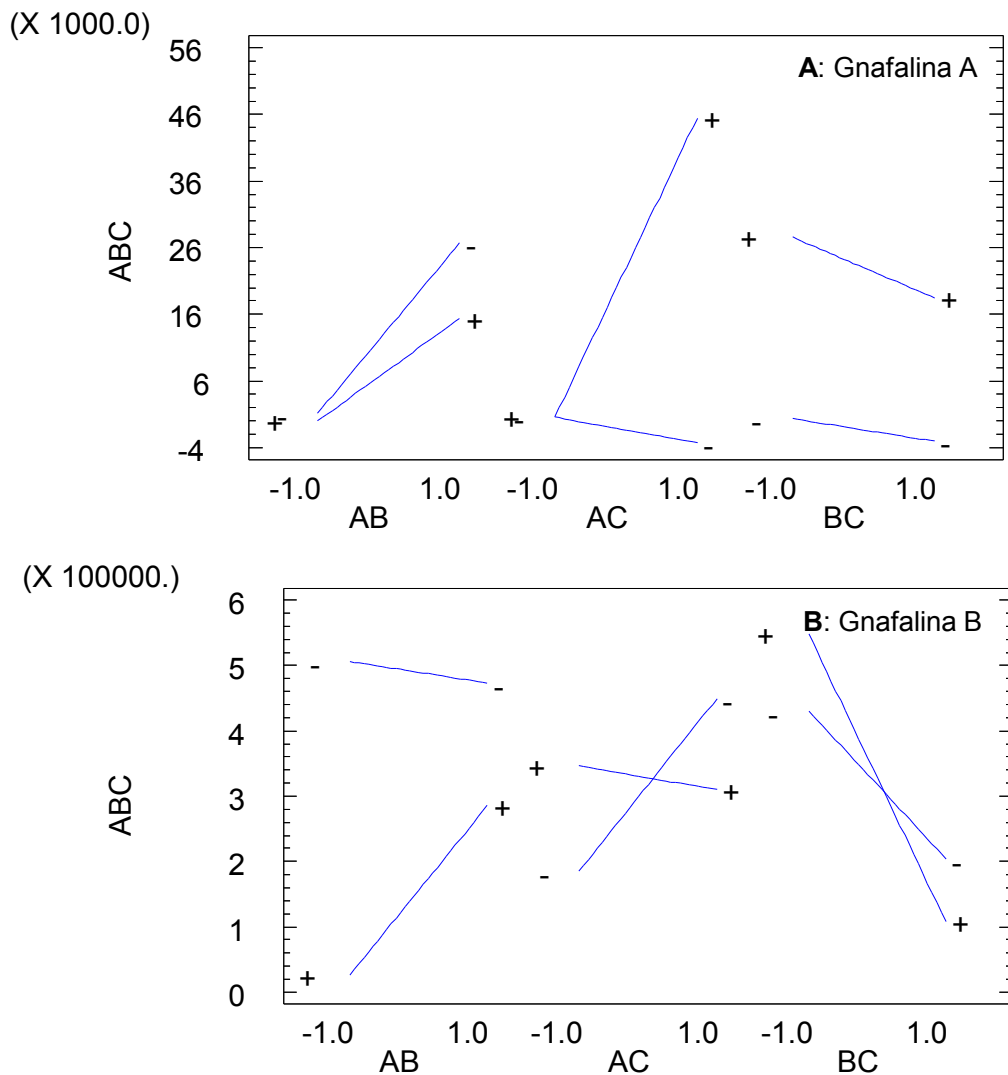 (X 1000.0)
A: Gnafalina A
56
46
36
26
16
6
-4
ABC
- + + - + + - + - - + -
-1.0 1.0 -1.0 1.0 -1.0 1.0
AB AC BC
(X 100000.)
B: Gnafalina B
6
5
4
3
2
1
0
ABC
- - + + + - - + + - - +
-1.0 1.0 -1.0 1.0 -1.0 1.0
AB AC BC